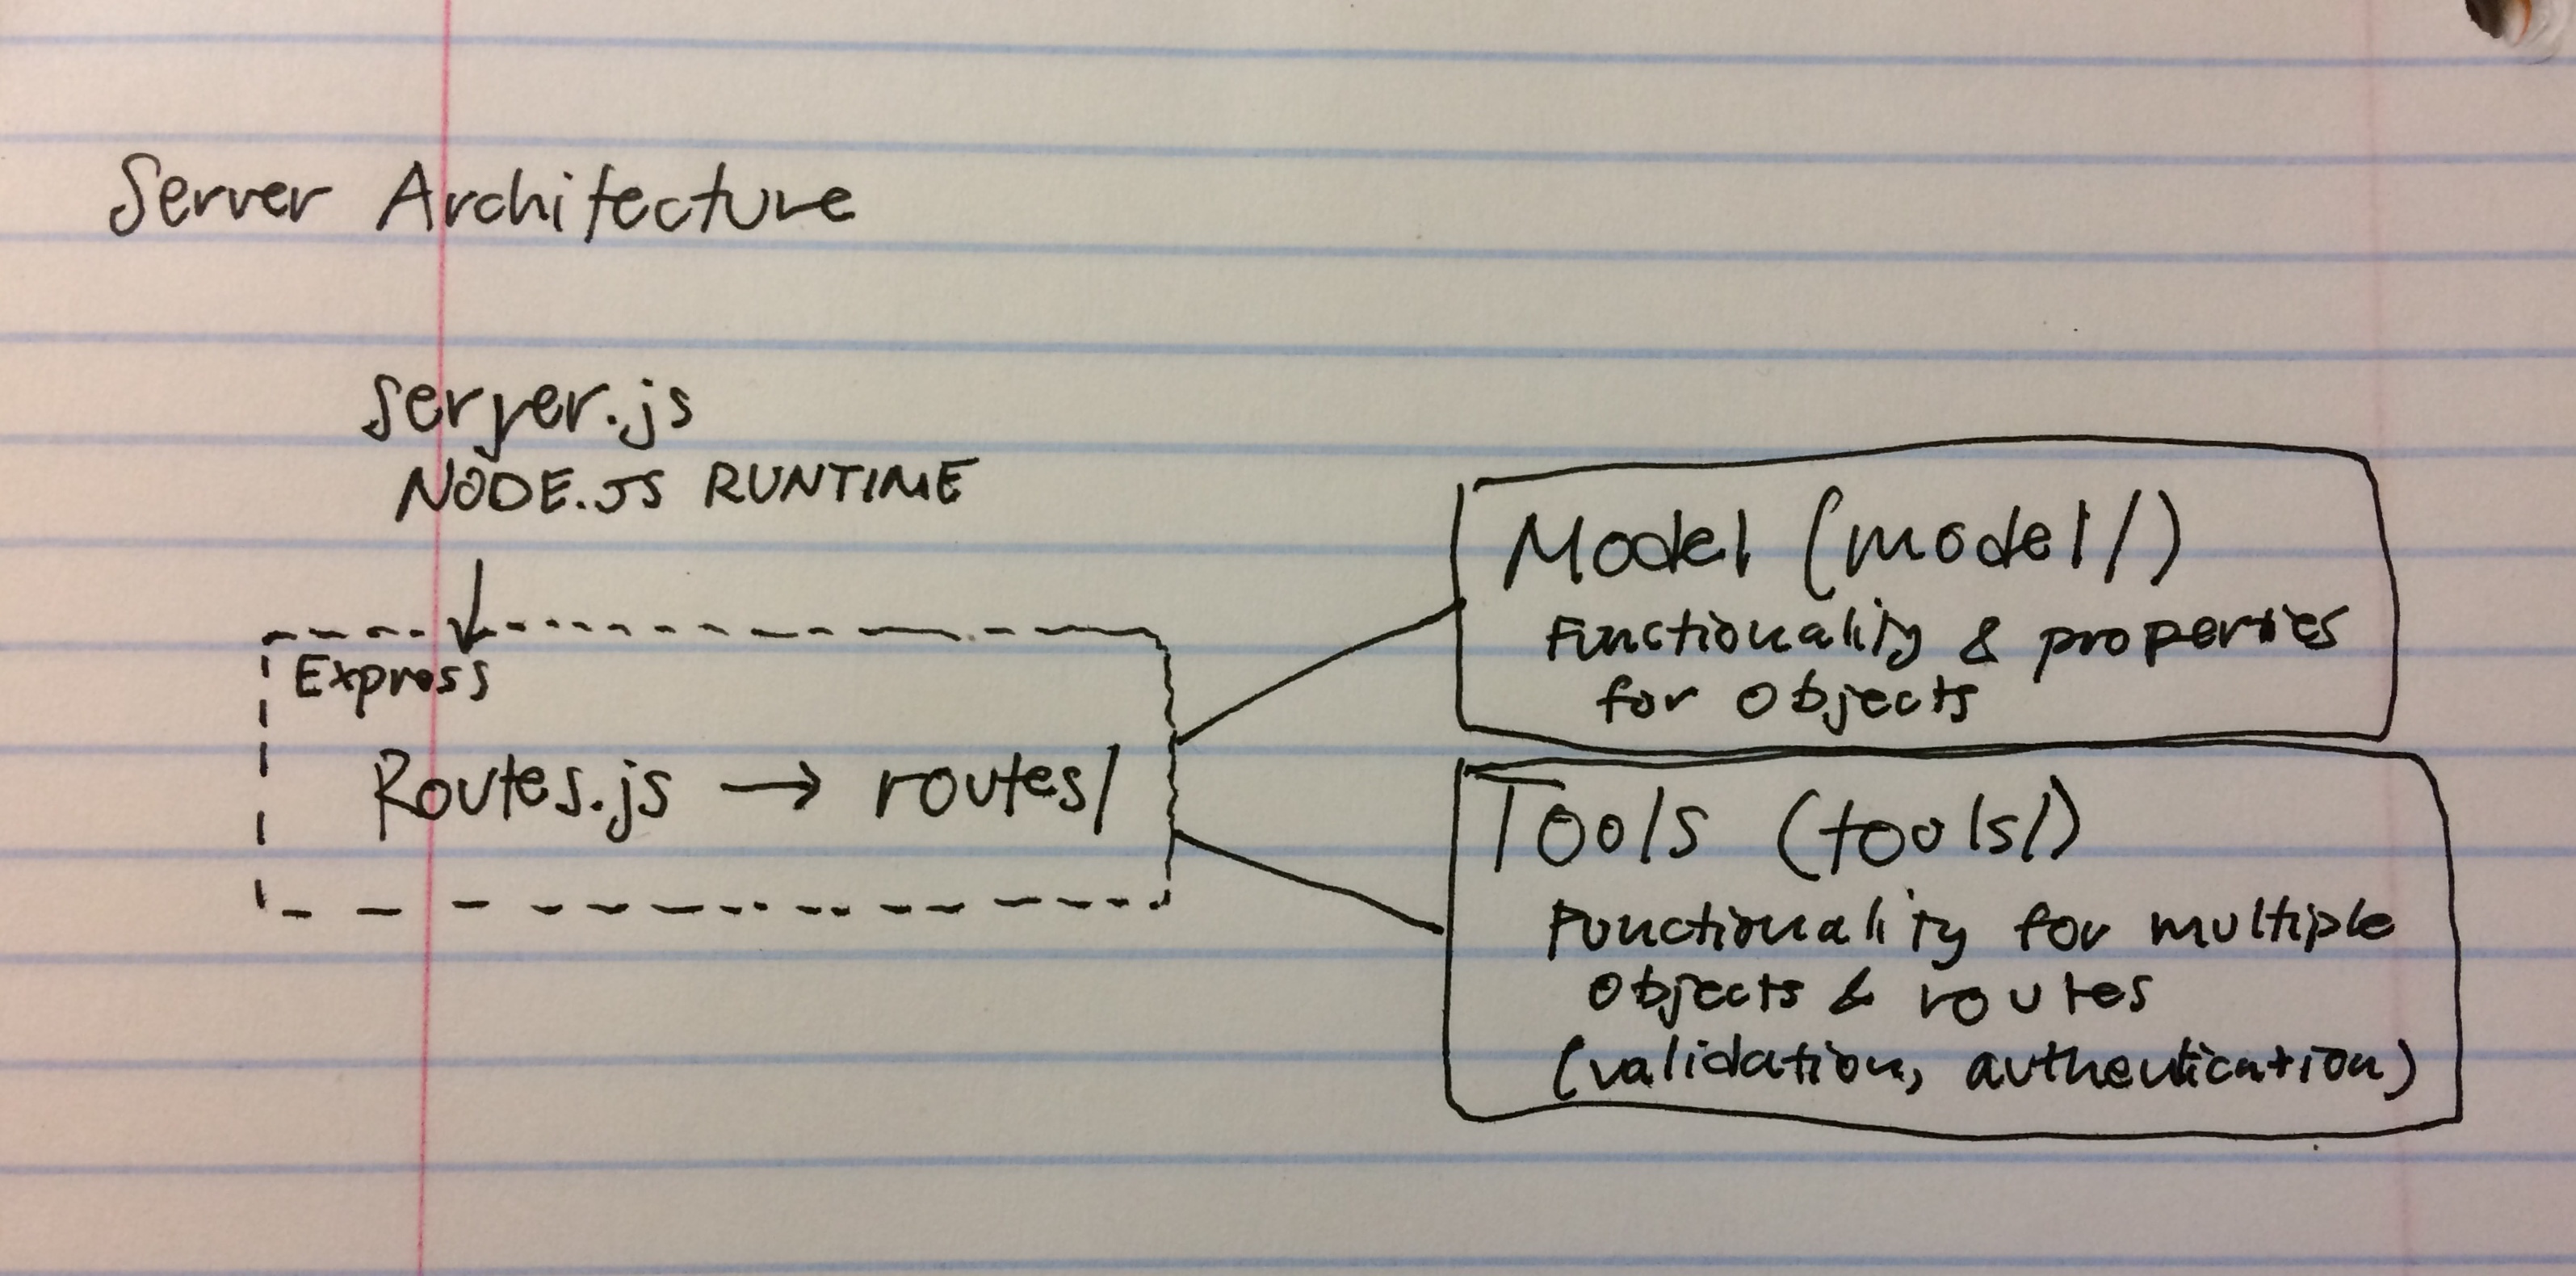 Server Architecture
server.js
NODE.JS RUNTIME
Express
Routes.js → routes/
Model (model/)
Functionality & properties
for objects
Tools (tools/)
Functionality for multiple
objects & routes
(validation, authentication)